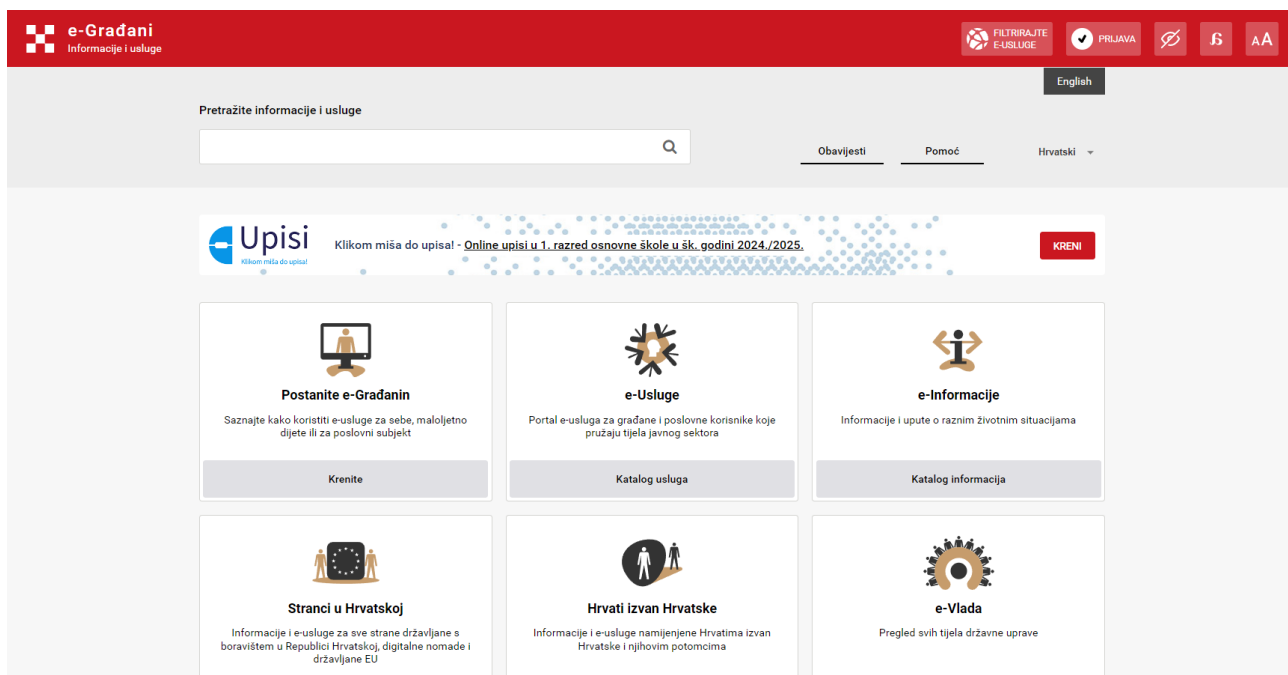 e-Građani
Informacije i usluge
FILTRIRAJTE
E-USLUGE
PRIJAVA
AA
English
Pretražite informacije i usluge
Obavijesti
Pomoć
Hrvatski
Upisi
Klikom miša do upisa!
Klikom miša do upisa! - Online upisi u 1. razred osnovne škole u šk. godini 2024./2025.
KRENI
Postanite e-Građanin
Saznajte kako koristiti e-usluge za sebe, maloljetno
dijete ili za poslovni subjekt
Krenite
e-Usluge
Portal e-usluga za građane i poslovne korisnike koje
pružaju tijela javnog sektora
Katalog usluga
e-Informacije
Informacije i upute o raznim životnim situacijama
Katalog informacija
Stranci u Hrvatskoj
Informacije i e-usluge za sve strane državljane s
boravištem u Republici Hrvatskoj, digitalne nomade i
državljane EU
Hrvati izvan Hrvatske
Informacije i e-usluge namijenjene Hrvatima izvan
Hrvatske i njihovim potomcima
e-Vlada
Pregled svih tijela državne uprave